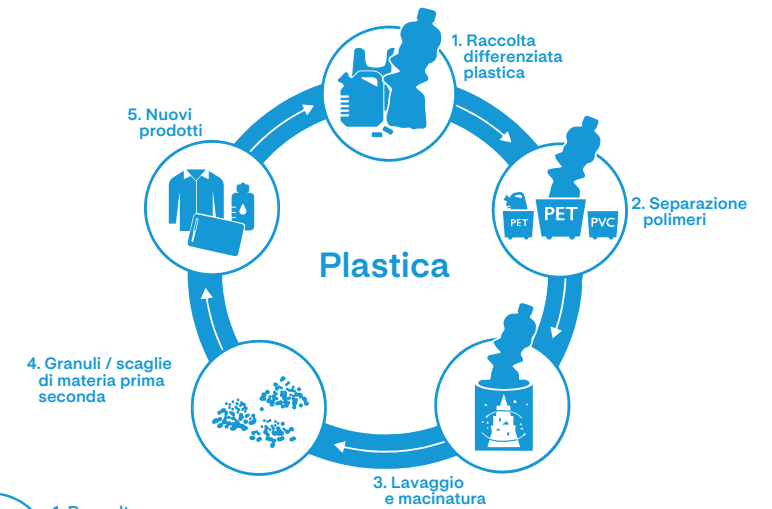 1. Raccolta
differenziata
plastica
5. Nuovi
prodotti
PET
PET
PVC
2. Separazione
polimeri
Plastica
4. Granuli / scaglie
di materia prima
seconda
3. Lavaggio
e macinatura